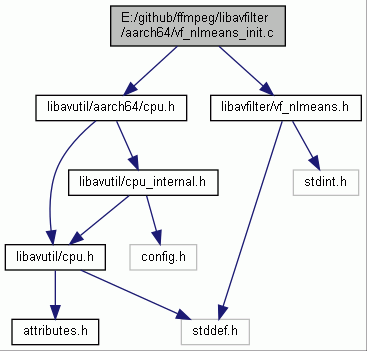 E:/github/ffmpeg/libavfilter
/aarch64/vf_nlmeans_init.c
libavutil/aarch64/cpu.h
libavfilter/vf_nlmeans.h
libavutil/cpu_internal.h
stdint.h
libavutil/cpu.h
config.h
attributes.h
stddef.h